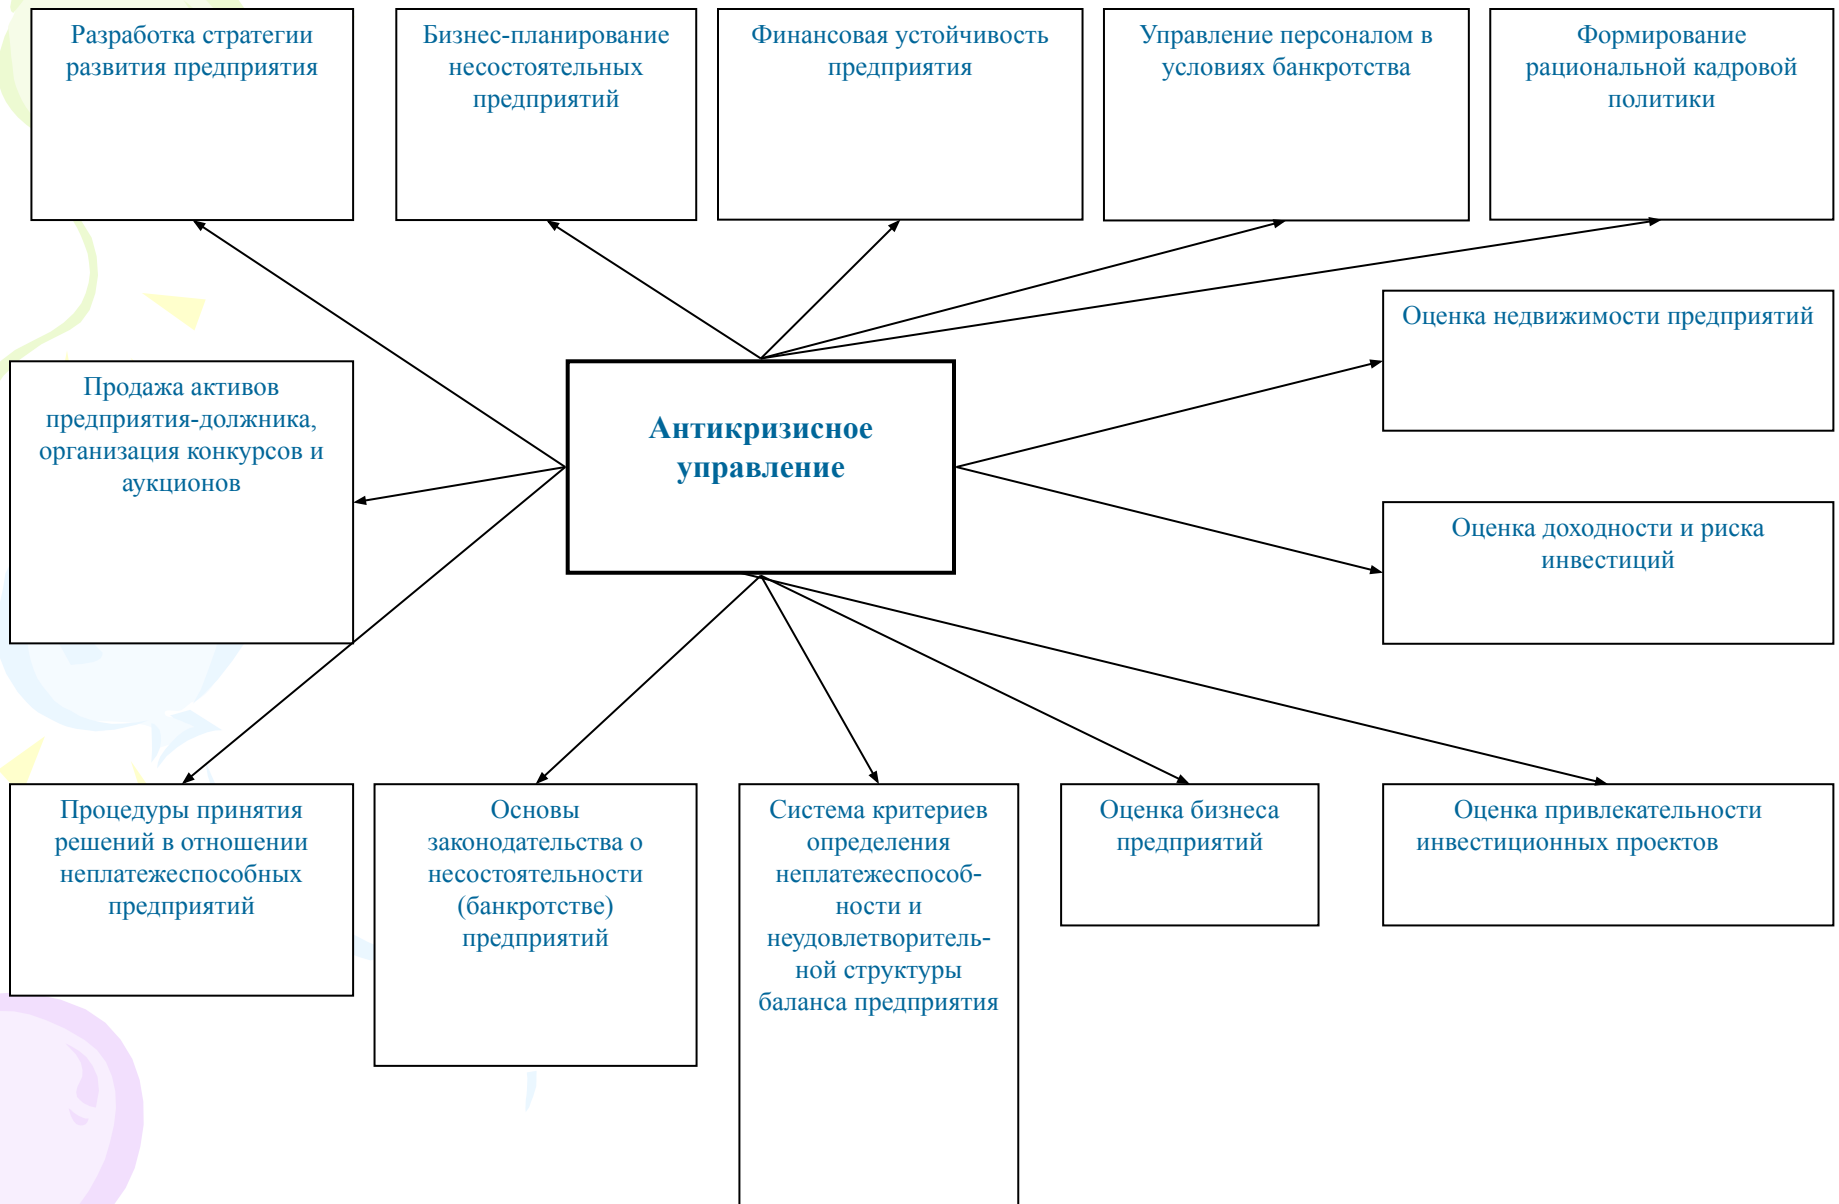 Разработка стратегии
развития предприятия
Бизнес-планирование
несостоятельных
предприятий
Финансовая устойчивость
предприятия
Управление персоналом в
условиях банкротства
Формирование
рациональной кадровой
политики
Оценка недвижимости предприятий
Продажа активов
предприятия-должника,
организация конкурсов и
аукционов
Антикризисное
управление
Оценка доходности и риска
инвестиций
Процедуры принятия
решений в отношении
неплатежеспособных
предприятий
Основы
законодательства о
несостоятельности
(банкротстве)
предприятий
Система критериев
определения
неплатежеспособ-
ности и
неудовлетворитель-
ной структуры
баланса предприятия
Оценка бизнеса
предприятий
Оценка привлекательности
инвестиционных проектов